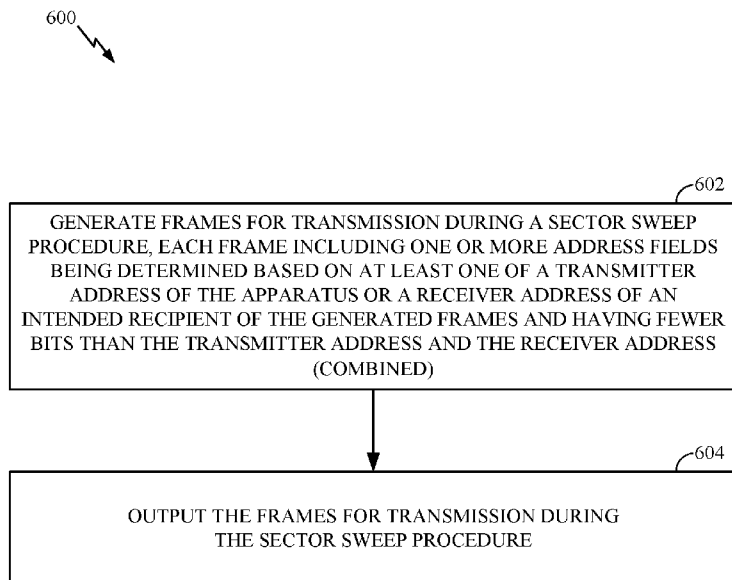 600
602
GENERATE FRAMES FOR TRANSMISSION DURING A SECTOR SWEEP
PROCEDURE, EACH FRAME INCLUDING ONE OR MORE ADDRESS FIELDS
BEING DETERMINED BASED ON AT LEAST ONE OF A TRANSMITTER
ADDRESS OF THE APPARATUS OR A RECEIVER ADDRESS OF AN
INTENDED RECIPIENT OF THE GENERATED FRAMES AND HAVING FEWER
BITS THAN THE TRANSMITTER ADDRESS AND THE RECEIVER ADDRESS
(COMBINED)
604
OUTPUT THE FRAMES FOR TRANSMISSION DURING
THE SECTOR SWEEP PROCEDURE